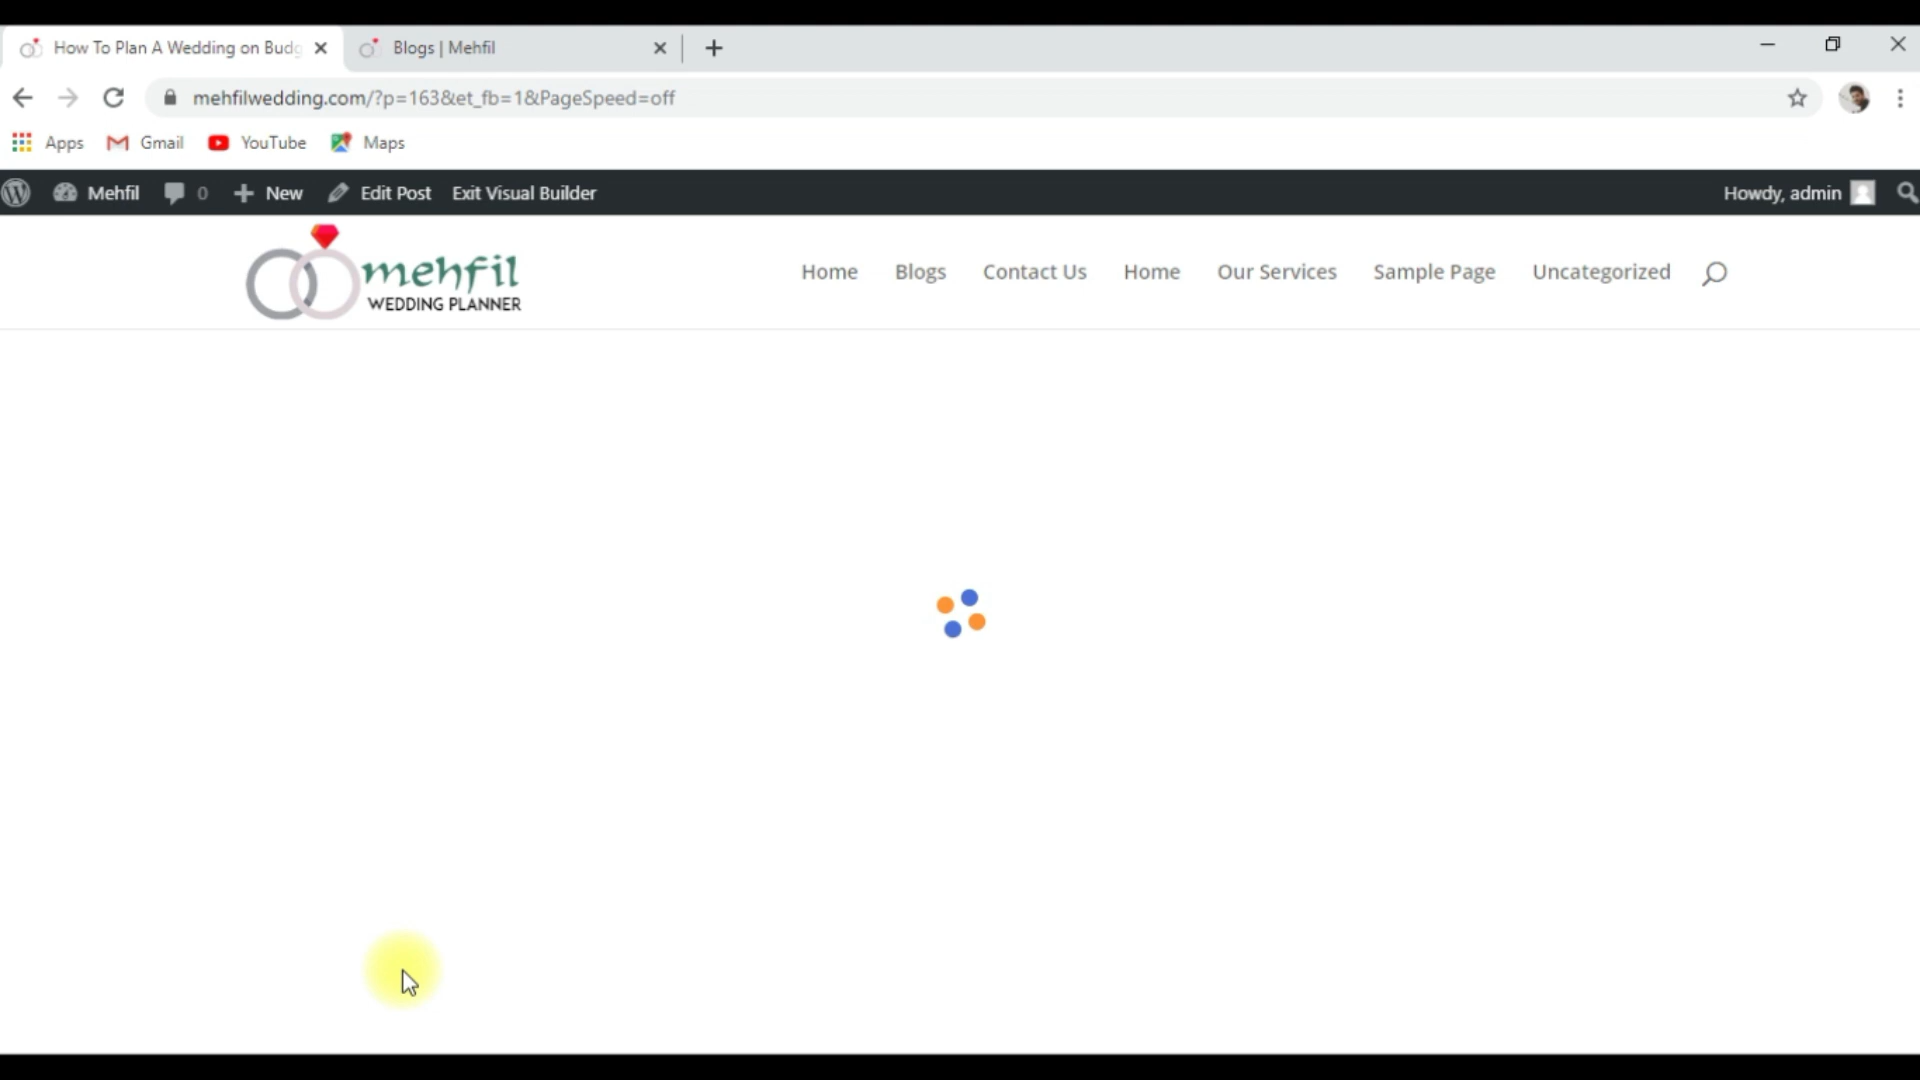 How To Plan A Wedding on Budg
Blogs | Mehfil
mehfilwedding.com/?p=163&et_fb=1&PageSpeed=off
Apps Gmail YouTube Maps
Mehfil 0 New Edit Post Exit Visual Builder Howdy, admin
mehfil
WEDDING PLANNER
Home Blogs Contact Us Home Our Services Sample Page Uncategorized